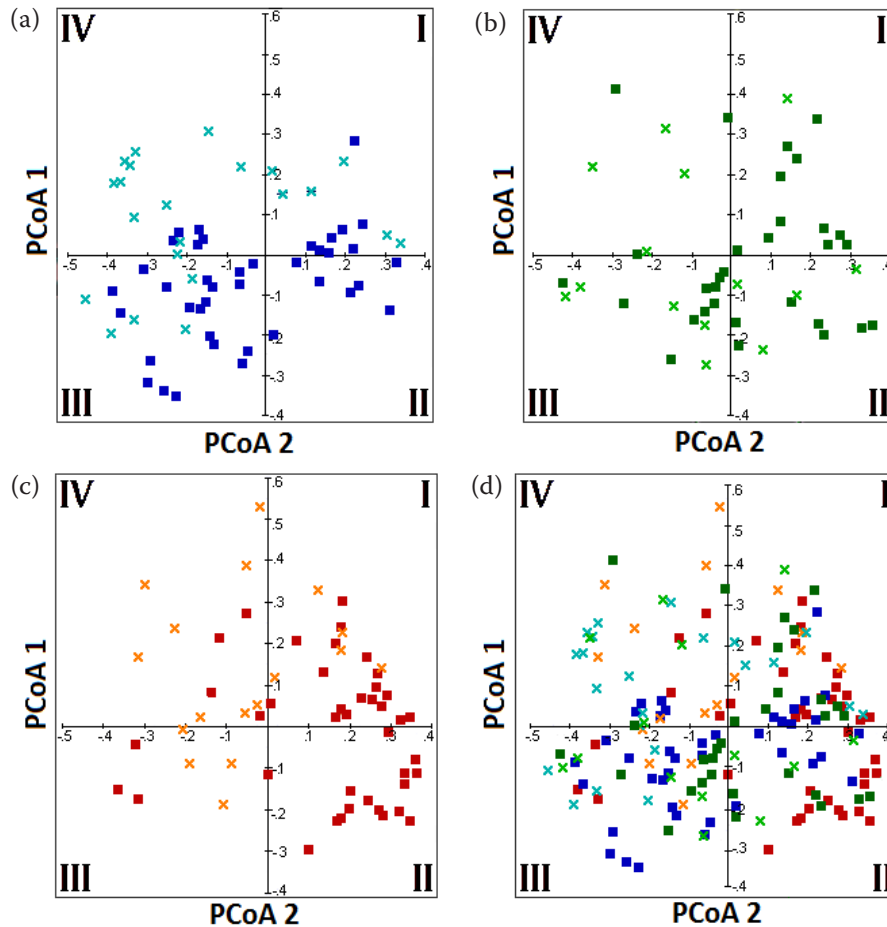 (a)
IV
I
.6
.5
.4
.3
.2
.1
-.5 -.4 -.3 -.2 -.1 .1 .2 .3 .4
-.1
-.2
-.3
-.4
III
II
PCoA 1
PCoA 2
(b)
IV
I
.6
.5
.4
.3
.2
.1
-.5 -.4 -.3 -.2 -.1 .1 .2 .3 .4
-.1
-.2
-.3
-.4
III
II
PCoA 1
PCoA 2
(c)
IV
I
.6
.5
.4
.3
.2
.1
-.5 -.4 -.3 -.2 -.1 .1 .2 .3 .4
-.1
-.2
-.3
-.4
III
II
PCoA 1
PCoA 2
(d)
IV
I
.6
.5
.4
.3
.2
.1
-.5 -.4 -.3 -.2 -.1 .1 .2 .3 .4
-.1
-.2
-.3
-.4
III
II
PCoA 1
PCoA 2